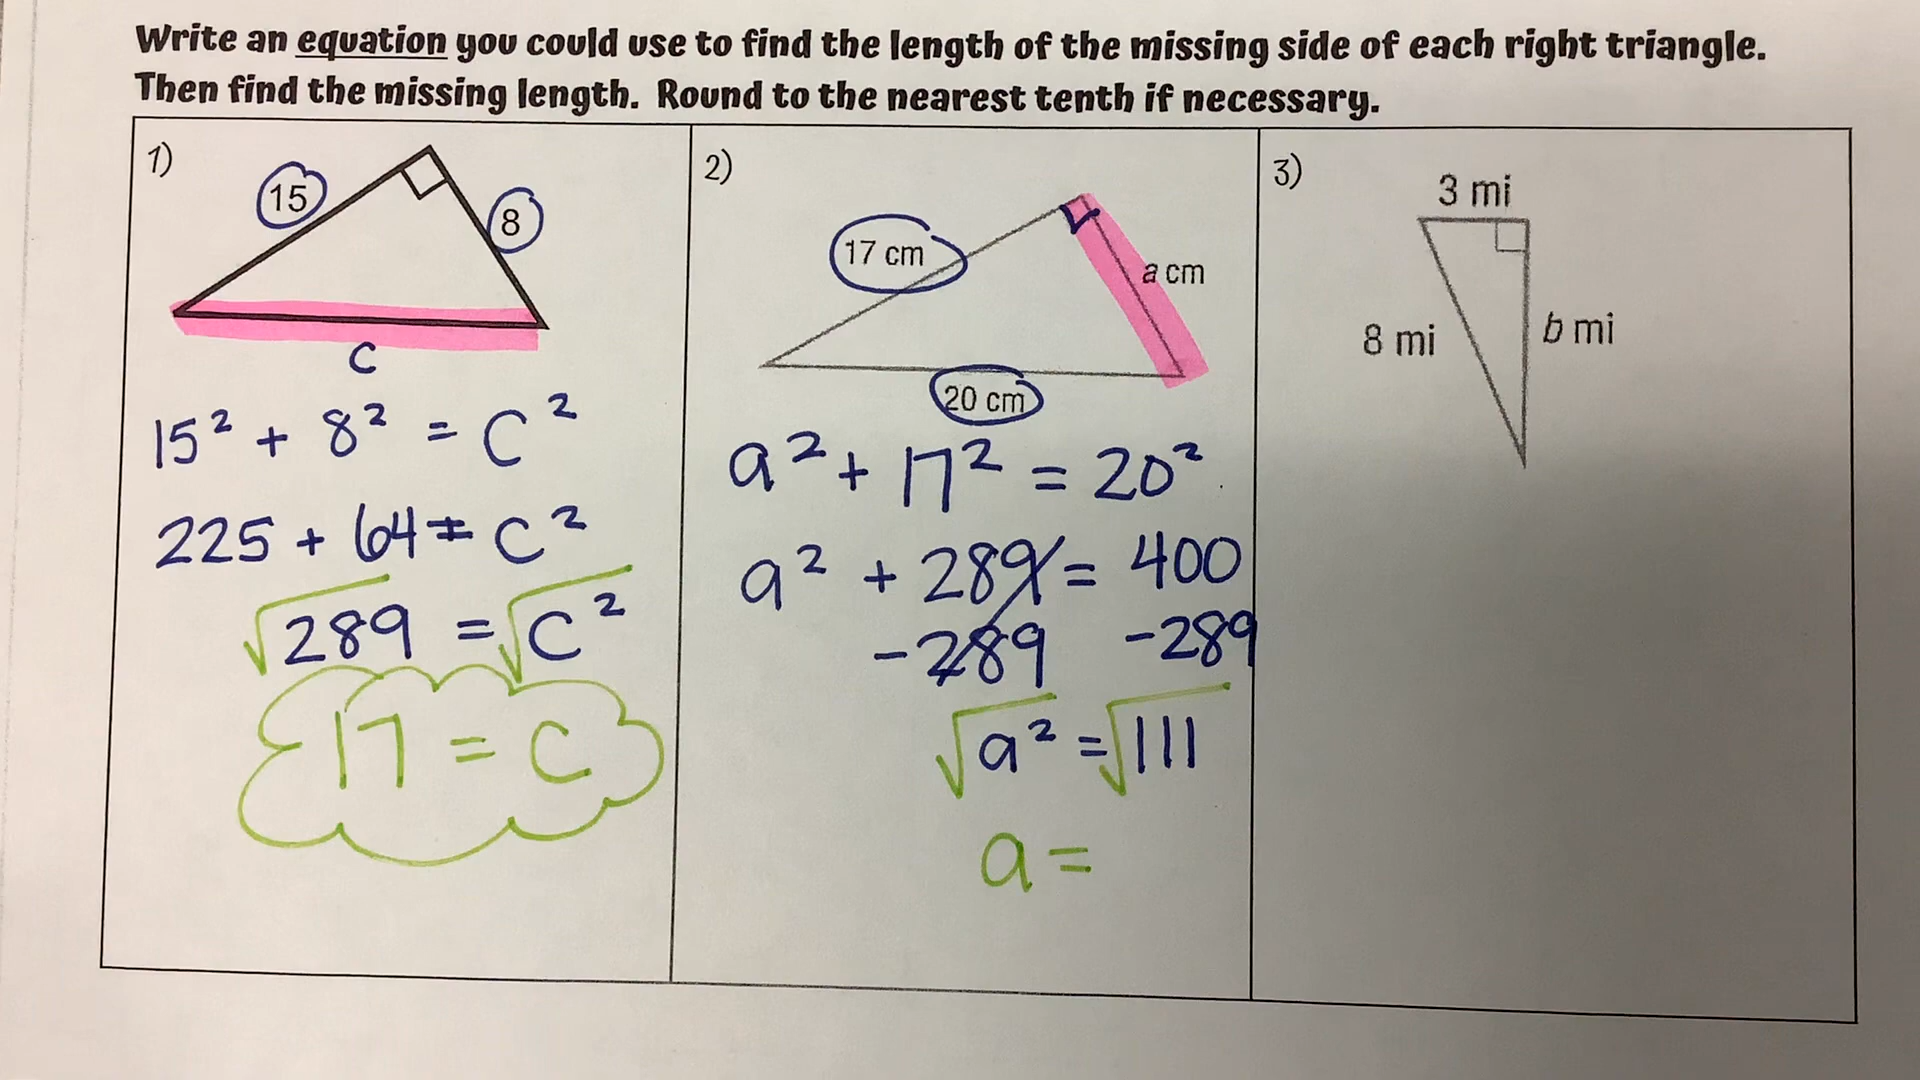 Write an equation you could use to find the length of the missing side of each right triangle.
Then find the missing length. Round to the nearest tenth if necessary.
1)
15
8
C
15² + 8² = C²
225 + 64 = C²
√289 = √C²
17 = C
2)
17 cm
a cm
20 cm
a² + 17² = 20²
a² + 289 = 400
-289 -289
√a² = √111
a =
3)
3 mi
8 mi
b mi